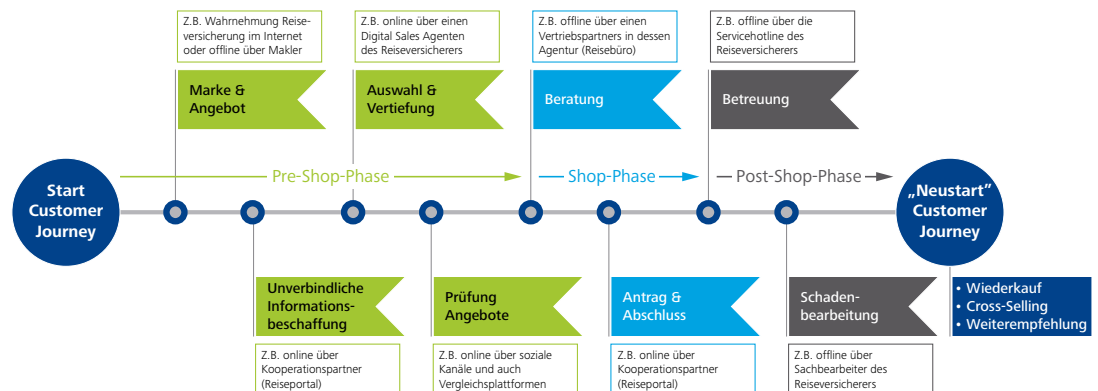 Z.B. Wahrnehmung Reise-
versicherung im Internet
oder offline über Makler
Z.B. online über einen
Digital Sales Agenten
des Reiseversicherers
Z.B. offline über einen
Vertriebspartners in dessen
Agentur (Reisebüro)
Z.B. offline über die
Servicehotline des
Reiseversicherers
Marke &
Angebot
Auswahl &
Vertiefung
Beratung
Betreuung
Start
Customer
Journey
Pre-Shop-Phase
Shop-Phase
Post-Shop-Phase
„Neustart”
Customer
Journey
Unverbindliche
Informations-
beschaffung
Prüfung
Angebote
Antrag &
Abschluss
Schaden-
bearbeitung
• Wiederkauf
• Cross-Selling
• Weiterempfehlung
Z.B. online über
Kooperationspartner
(Reiseportal)
Z.B. online über soziale
Kanäle und auch
Vergleichsplattformen
Z.B. online über
Kooperationspartner
(Reiseportal)
Z.B. offline über
Sachbearbeiter des
Reiseversicherers